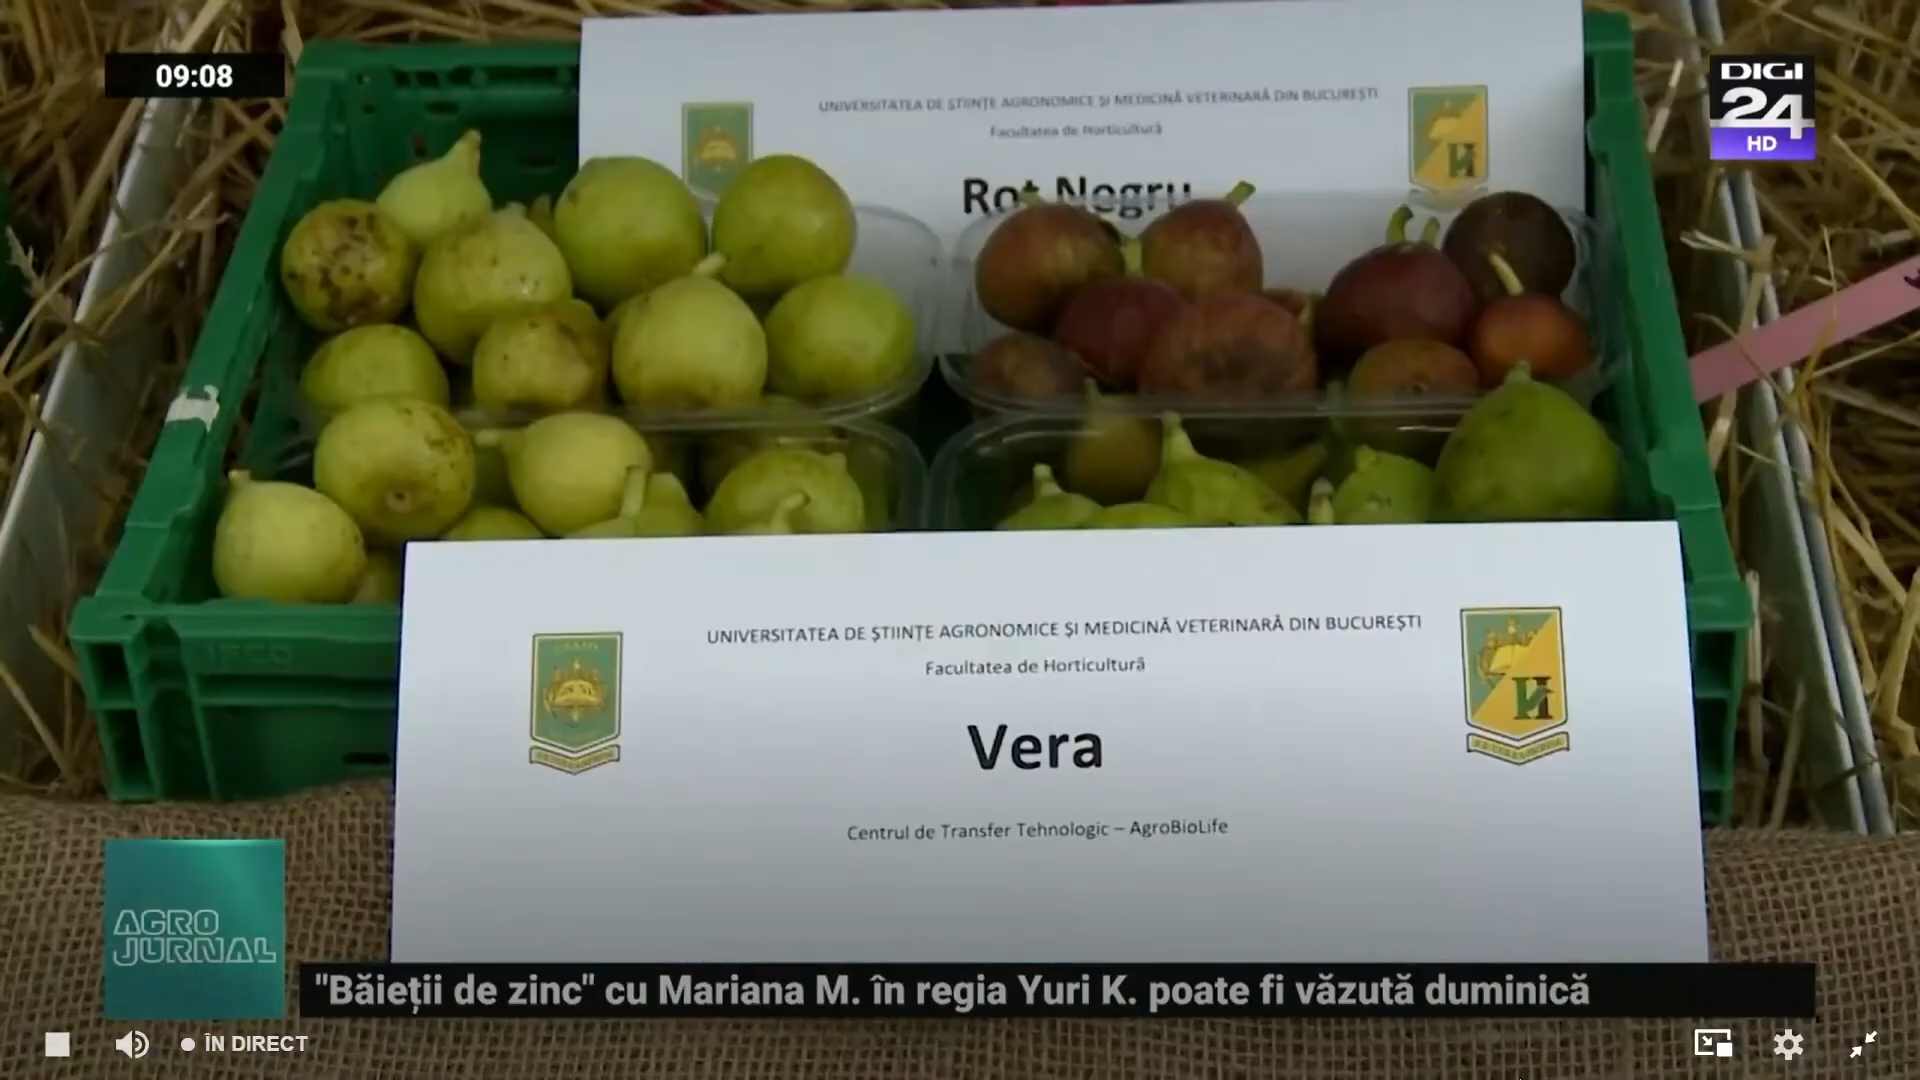 09:08
DIGI
24
HD
UNIVERSITATEA DE ȘTIINȚE AGRONOMICE ȘI MEDICINĂ VETERINARĂ DIN BUCUREȘTI
Facultatea de Horticultură
Negru
IFCO
UNIVERSITATEA DE ȘTIINȚE AGRONOMICE ȘI MEDICINĂ VETERINARĂ DIN BUCUREȘTI
Facultatea de Horticultură
Vera
Centrul de Transfer Tehnologic – AgroBioLife
AGRO
JURNAL
"Băieții de zinc" cu Mariana M. în regia Yuri K. poate fi văzută duminică
ÎN DIRECT